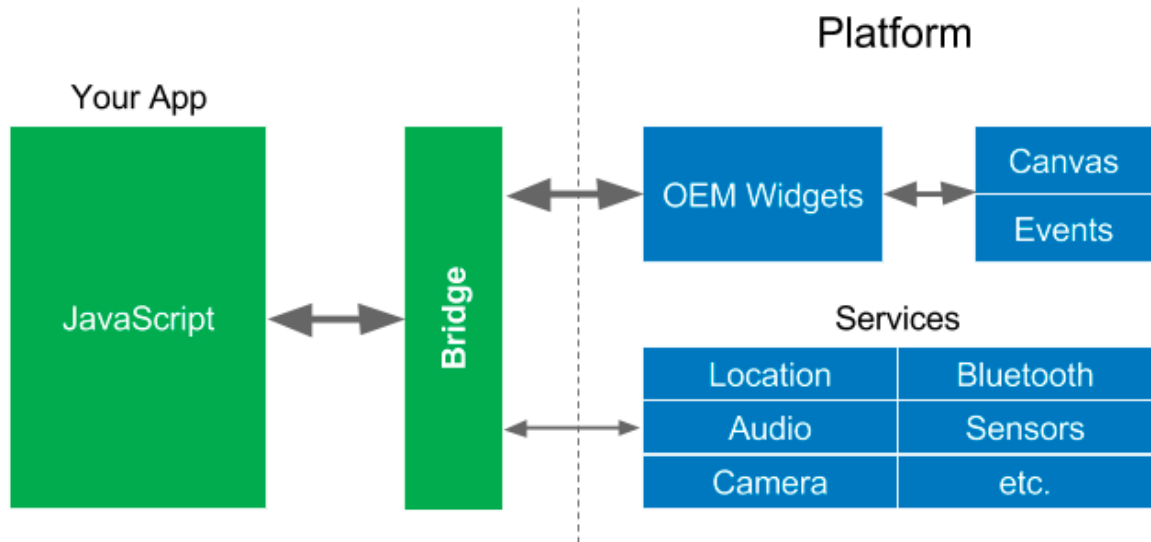 Platform
Your App
JavaScript
Bridge
OEM Widgets
Canvas
Events
Services
Location
Bluetooth
Audio
Sensors
Camera
etc.